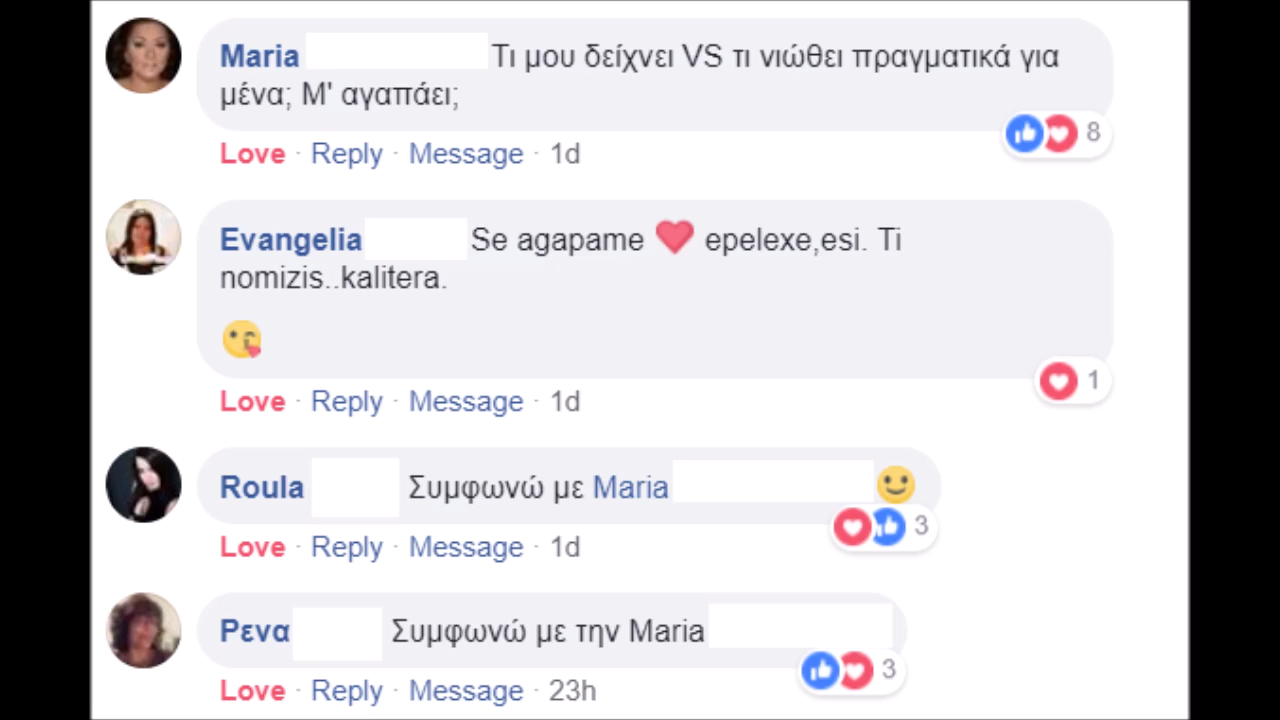 Maria Τι μου δείχνει VS τι νιώθει πραγματικά για
μένα; Μ' αγαπάει;
8
Love · Reply · Message · 1d
Evangelia Se agapame ❤ epelexe,esi. Ti
nomizis..kalitera.
😘
1
Love · Reply · Message · 1d
Roula Συμφωνώ με Maria 🙂
3
Love · Reply · Message · 1d
Ρενα Συμφωνώ με την Maria
3
Love · Reply · Message · 23h